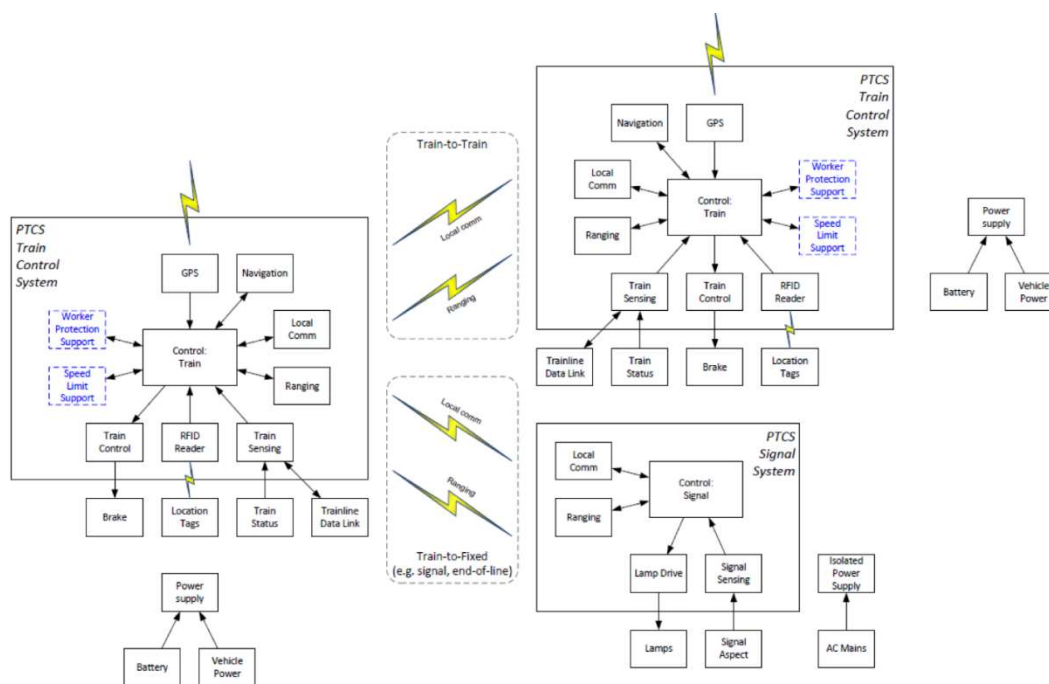 PTCS
Train
Control
System
GPS
Navigation
Worker
Protection
Support
Control:
Train
Local
Comm
Speed
Limit
Support
Ranging
Train
Control
RFID
Reader
Train
Sensing
Brake
Location
Tags
Train
Status
Trainline
Data Link
Power
supply
Battery
Vehicle
Power
Train-to-Train
Local comm
Ranging
Local comm
Ranging
Train-to-Fixed
(e.g. signal, end-of-line)
PTCS
Train
Control
System
Navigation
GPS
Local
Comm
Control:
Train
Worker
Protection
Support
Ranging
Speed
Limit
Support
Train
Sensing
Train
Control
RFID
Reader
Trainline
Data Link
Train
Status
Brake
Location
Tags
Power
supply
Battery
Vehicle
Power
PTCS
Signal
System
Local
Comm
Control:
Signal
Ranging
Lamp Drive
Signal
Sensing
Lamps
Signal
Aspect
Isolated
Power
Supply
AC Mains